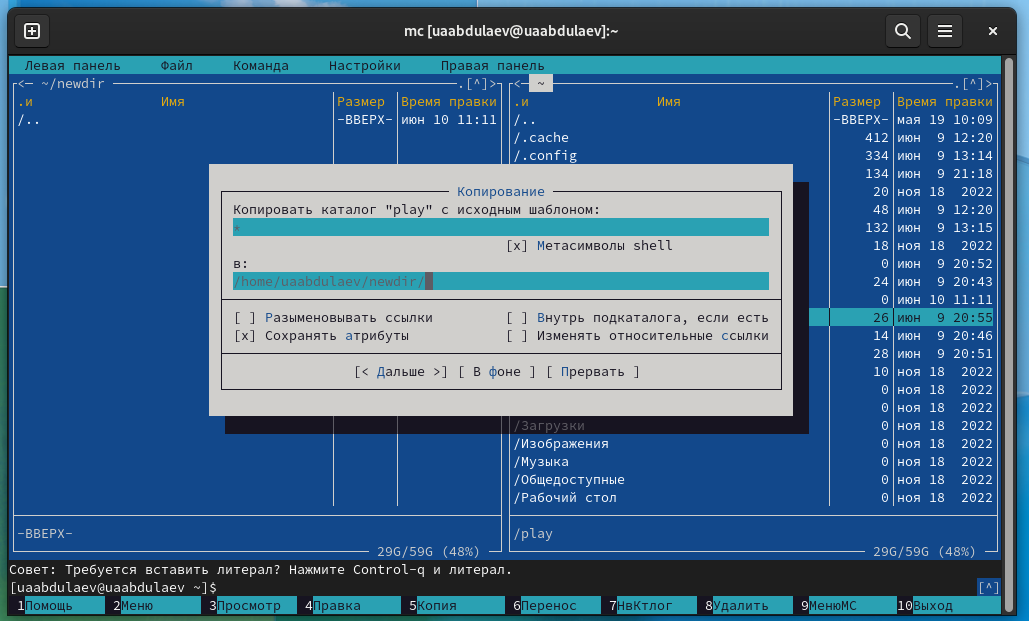 mc [uaabdulaev@uaabdulaev]:~
Левая панель Файл Команда Настройки Правая панель
<─ ~/newdir .[^]> <─ ~ .[^]>
.и Имя Размер Время правки .и Имя Размер Время правки
/.. -ВВЕРХ- июн 10 11:11 /.. -ВВЕРХ- мая 19 10:09
/.cache 412 июн 9 12:20
/.config 334 июн 9 13:14
134 июн 9 21:18
Копирование 20 ноя 18 2022
Копировать каталог "play" с исходным шаблоном: 48 июн 9 12:20
* 132 июн 9 13:15
[x] Метасимволы shell 18 ноя 18 2022
в: 0 июн 9 20:52
/home/uaabdulaev/newdir/ 24 июн 9 20:43
0 июн 10 11:11
[ ] Разыменовывать ссылки [ ] Внутрь подкаталога, если есть 26 июн 9 20:55
[x] Сохранять атрибуты [ ] Изменять относительные ссылки 14 июн 9 20:46
28 июн 9 20:51
[< Дальше >] [ В фоне ] [ Прервать ] 10 ноя 18 2022
0 ноя 18 2022
0 ноя 18 2022
/Загрузки 0 ноя 18 2022
/Изображения 0 ноя 18 2022
/Музыка 0 ноя 18 2022
/Общедоступные 0 ноя 18 2022
/Рабочий стол 0 ноя 18 2022
-ВВЕРХ- /play
29G/59G (48%) 29G/59G (48%)
Совет: Требуется вставить литерал? Нажмите Control-q и литерал.
[uaabdulaev@uaabdulaev ~]$ [^]
1Помощь 2Меню 3Просмотр 4Правка 5Копия 6Перенос 7НвКтлог 8Удалить 9МенюМС 10Выход